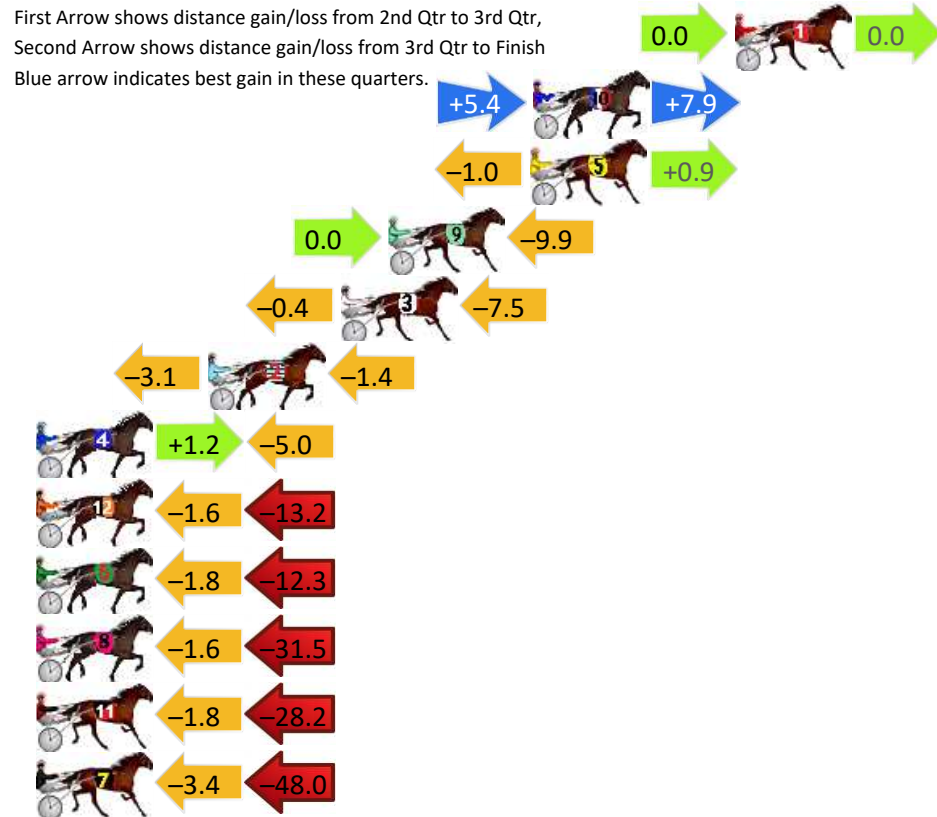 First Arrow shows distance gain/loss from 2nd Qtr to 3rd Qtr,
Second Arrow shows distance gain/loss from 3rd Qtr to Finish
Blue arrow indicates best gain in these quarters.
0.0 1 0.0
+5.4 10 +7.9
–1.0 5 +0.9
0.0 9 –9.9
–0.4 3 –7.5
–3.1 2 –1.4
4 +1.2 –5.0
12 –1.6 –13.2
6 –1.8 –12.3
8 –1.6 –31.5
11 –1.8 –28.2
7 –3.4 –48.0